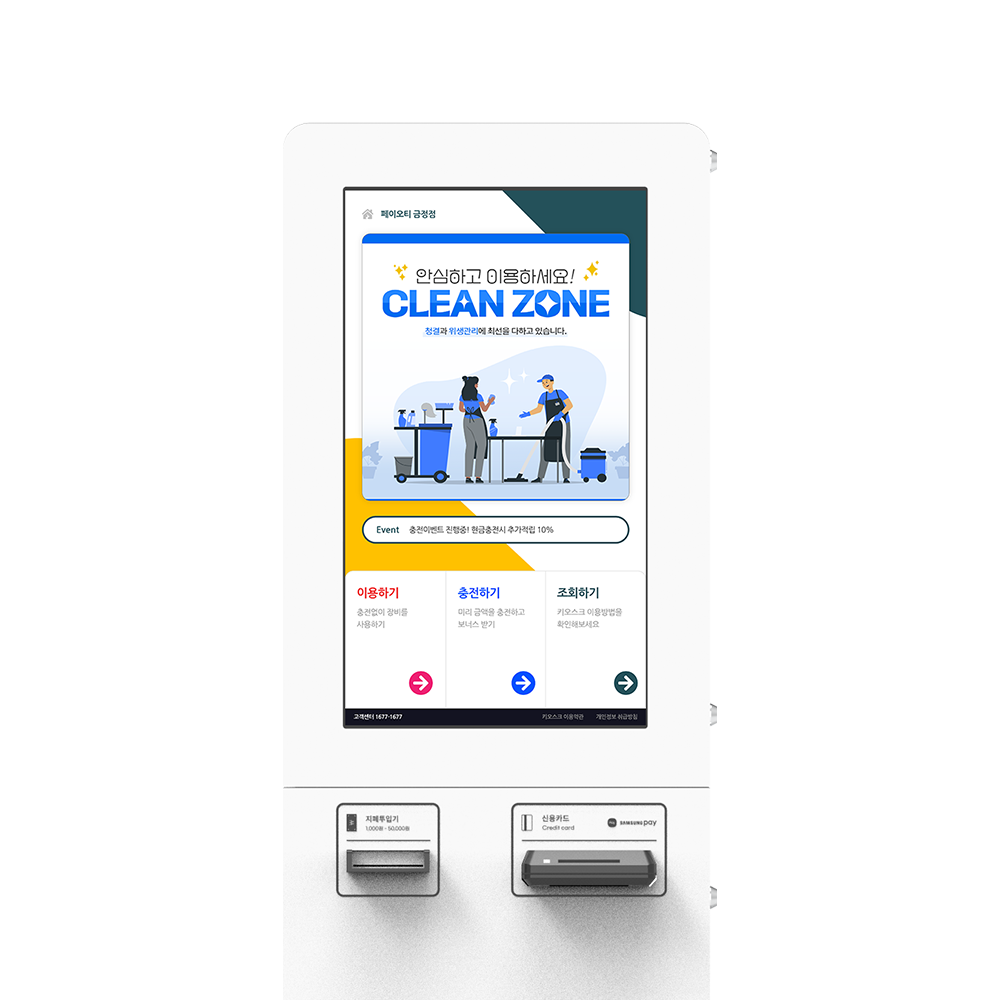 페이오티 금정점
안심하고 이용하세요!
CLEAN ZONE
청결과 위생관리에 최선을 다하고 있습니다.
Event 충전이벤트 진행중! 현금충전시 추가적립 10%
이용하기
충전없이 장비를
사용하기
충전하기
미리 금액을 충전하고
보너스 받기
조회하기
키오스크 이용방법을
확인해보세요
고객센터 1677-1677
키오스크 이용약관
개인정보 취급방침
지폐투입기
1,000원 - 50,000원
신용카드
Credit card
SAMSUNG pay